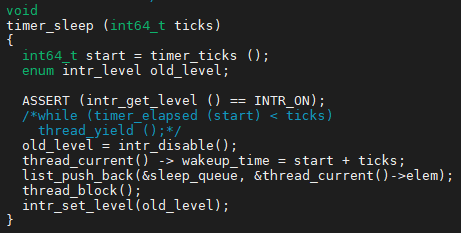 void
timer_sleep (int64_t ticks)
{
  int64_t start = timer_ticks ();
  enum intr_level old_level;

  ASSERT (intr_get_level () == INTR_ON);
  /*while (timer_elapsed (start) < ticks)
    thread_yield ();*/
  old_level = intr_disable();
  thread_current() -> wakeup_time = start + ticks;
  list_push_back(&sleep_queue, &thread_current()->elem);
  thread_block();
  intr_set_level(old_level);
}